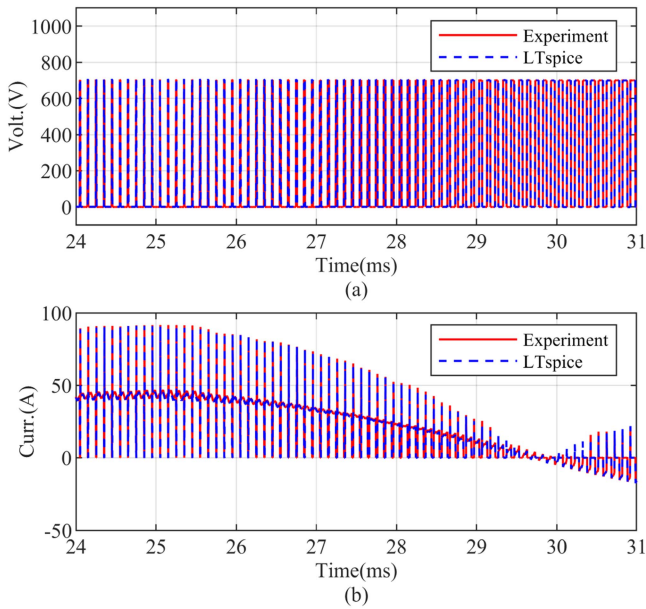 1000
800
600
400
200
0
Volt.(V)
Experiment
LTspice
24 25 26 27 28 29 30 31
Time(ms)
(a)
100
50
0
-50
Curr.(A)
Experiment
LTspice
24 25 26 27 28 29 30 31
Time(ms)
(b)